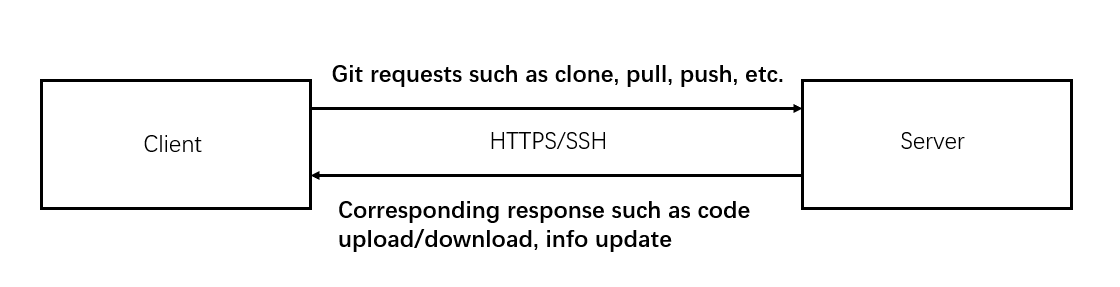 Git requests such as clone, pull, push, etc.
Client
HTTPS/SSH
Server
Corresponding response such as code
upload/download, info update